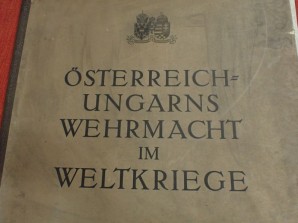 ÖSTERREICH-
UNGARNS
WEHRMACHT
IM
WELTKRIEGE